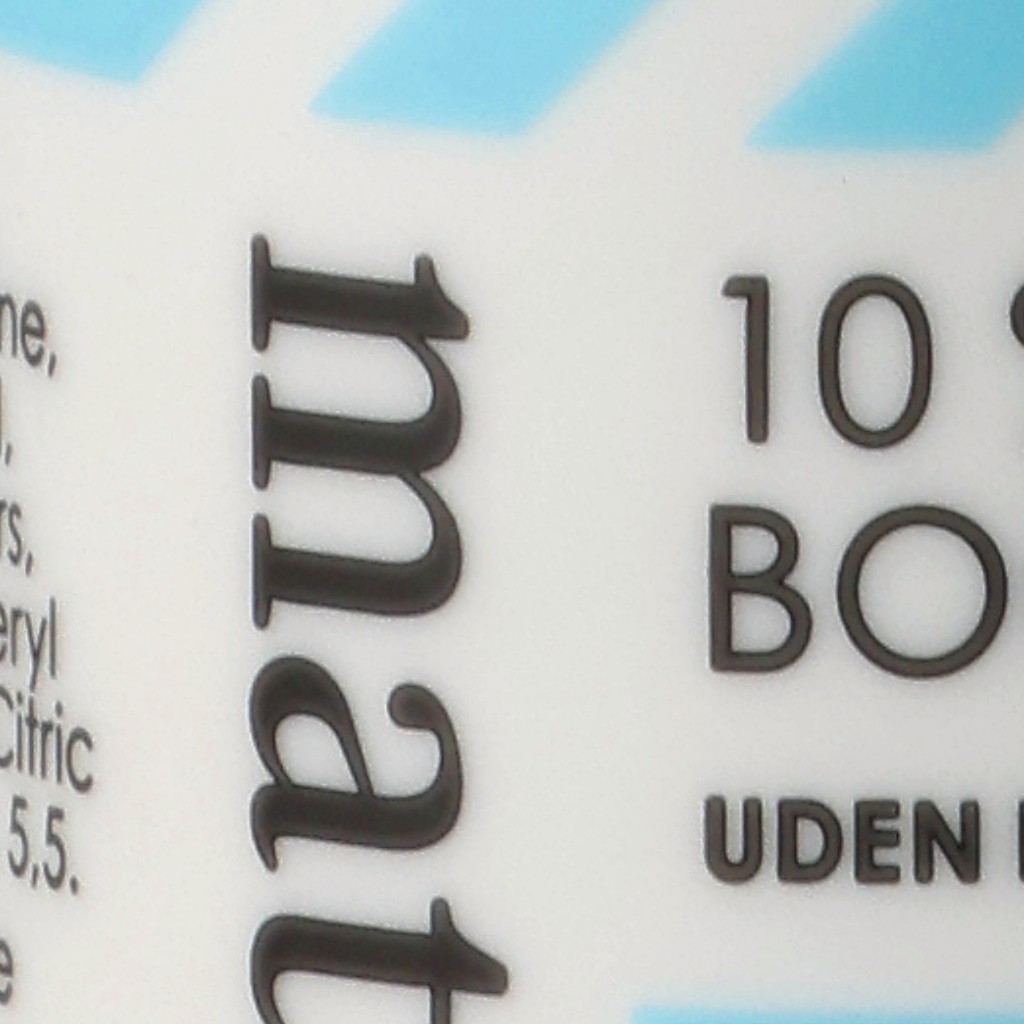 ne,
rs,
eryl
Citric
5,5.
e
mat
10
BO
UDEN